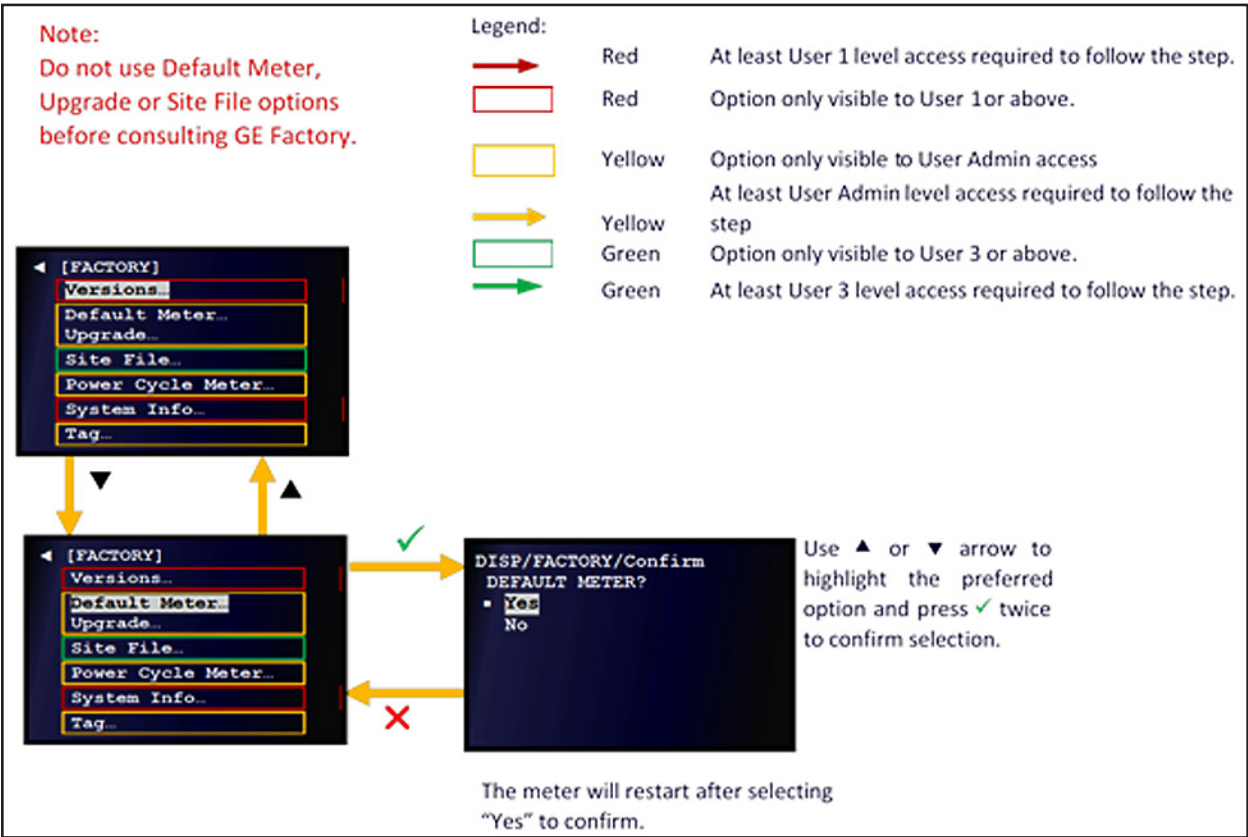 Note:
Do not use Default Meter,
Upgrade or Site File options
before consulting GE Factory.
Legend:
Red At least User 1 level access required to follow the step.
Red Option only visible to User 1or above.
Yellow Option only visible to User Admin access
At least User Admin level access required to follow the
Yellow step
Green Option only visible to User 3 or above.
Green At least User 3 level access required to follow the step.
◄ [FACTORY]
Versions…
Default Meter…
Upgrade…
Site File…
Power Cycle Meter…
System Info…
Tag…
▼
▲
◄ [FACTORY]
Versions…
Default Meter…
Upgrade…
Site File…
Power Cycle Meter…
System Info…
Tag…
✓
✕
DISP/FACTORY/Confirm
DEFAULT METER?
▪ Yes
No
Use ▲ or ▼ arrow to
highlight the preferred
option and press ✓ twice
to confirm selection.
The meter will restart after selecting
“Yes” to confirm.